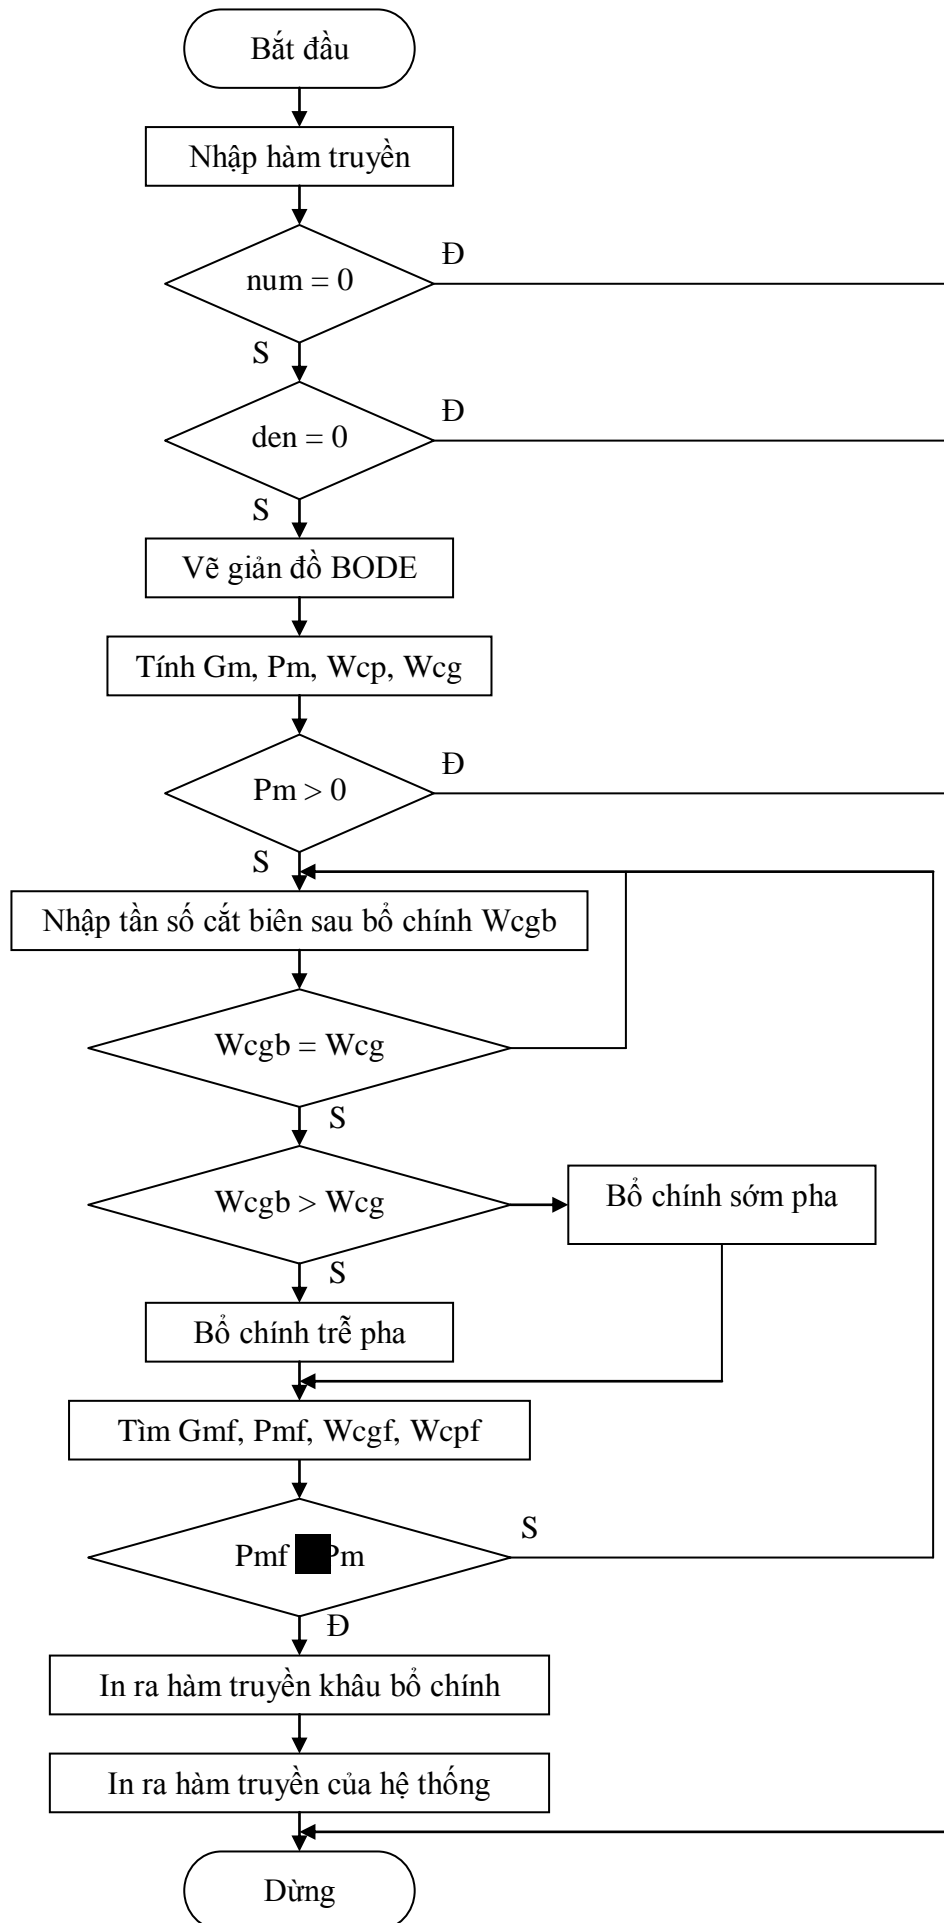 Bắt đầu
Nhập hàm truyền
num = 0
Đ
S
den = 0
Đ
S
Vẽ giản đồ BODE
Tính Gm, Pm, Wcp, Wcg
Pm > 0
Đ
S
Nhập tần số cắt biên sau bổ chính Wcgb
Wcgb = Wcg
S
Wcgb > Wcg
Bổ chính sớm pha
S
Bổ chính trễ pha
Tìm Gmf, Pmf, Wcgf, Wcpf
Pmf Pm
S
Đ
In ra hàm truyền khâu bổ chính
In ra hàm truyền của hệ thống
Dừng